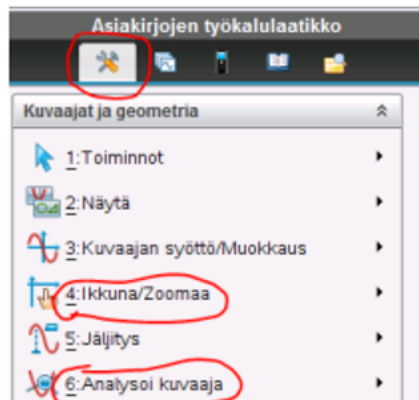 Asiakirjojen työkalulaatikko
Kuvaajat ja geometria
1:Toiminnot
2:Näytä
3:Kuvaajan syöttö/Muokkaus
4:Ikkuna/Zoomaa
5:Jäljitys
6:Analysoi kuvaaja